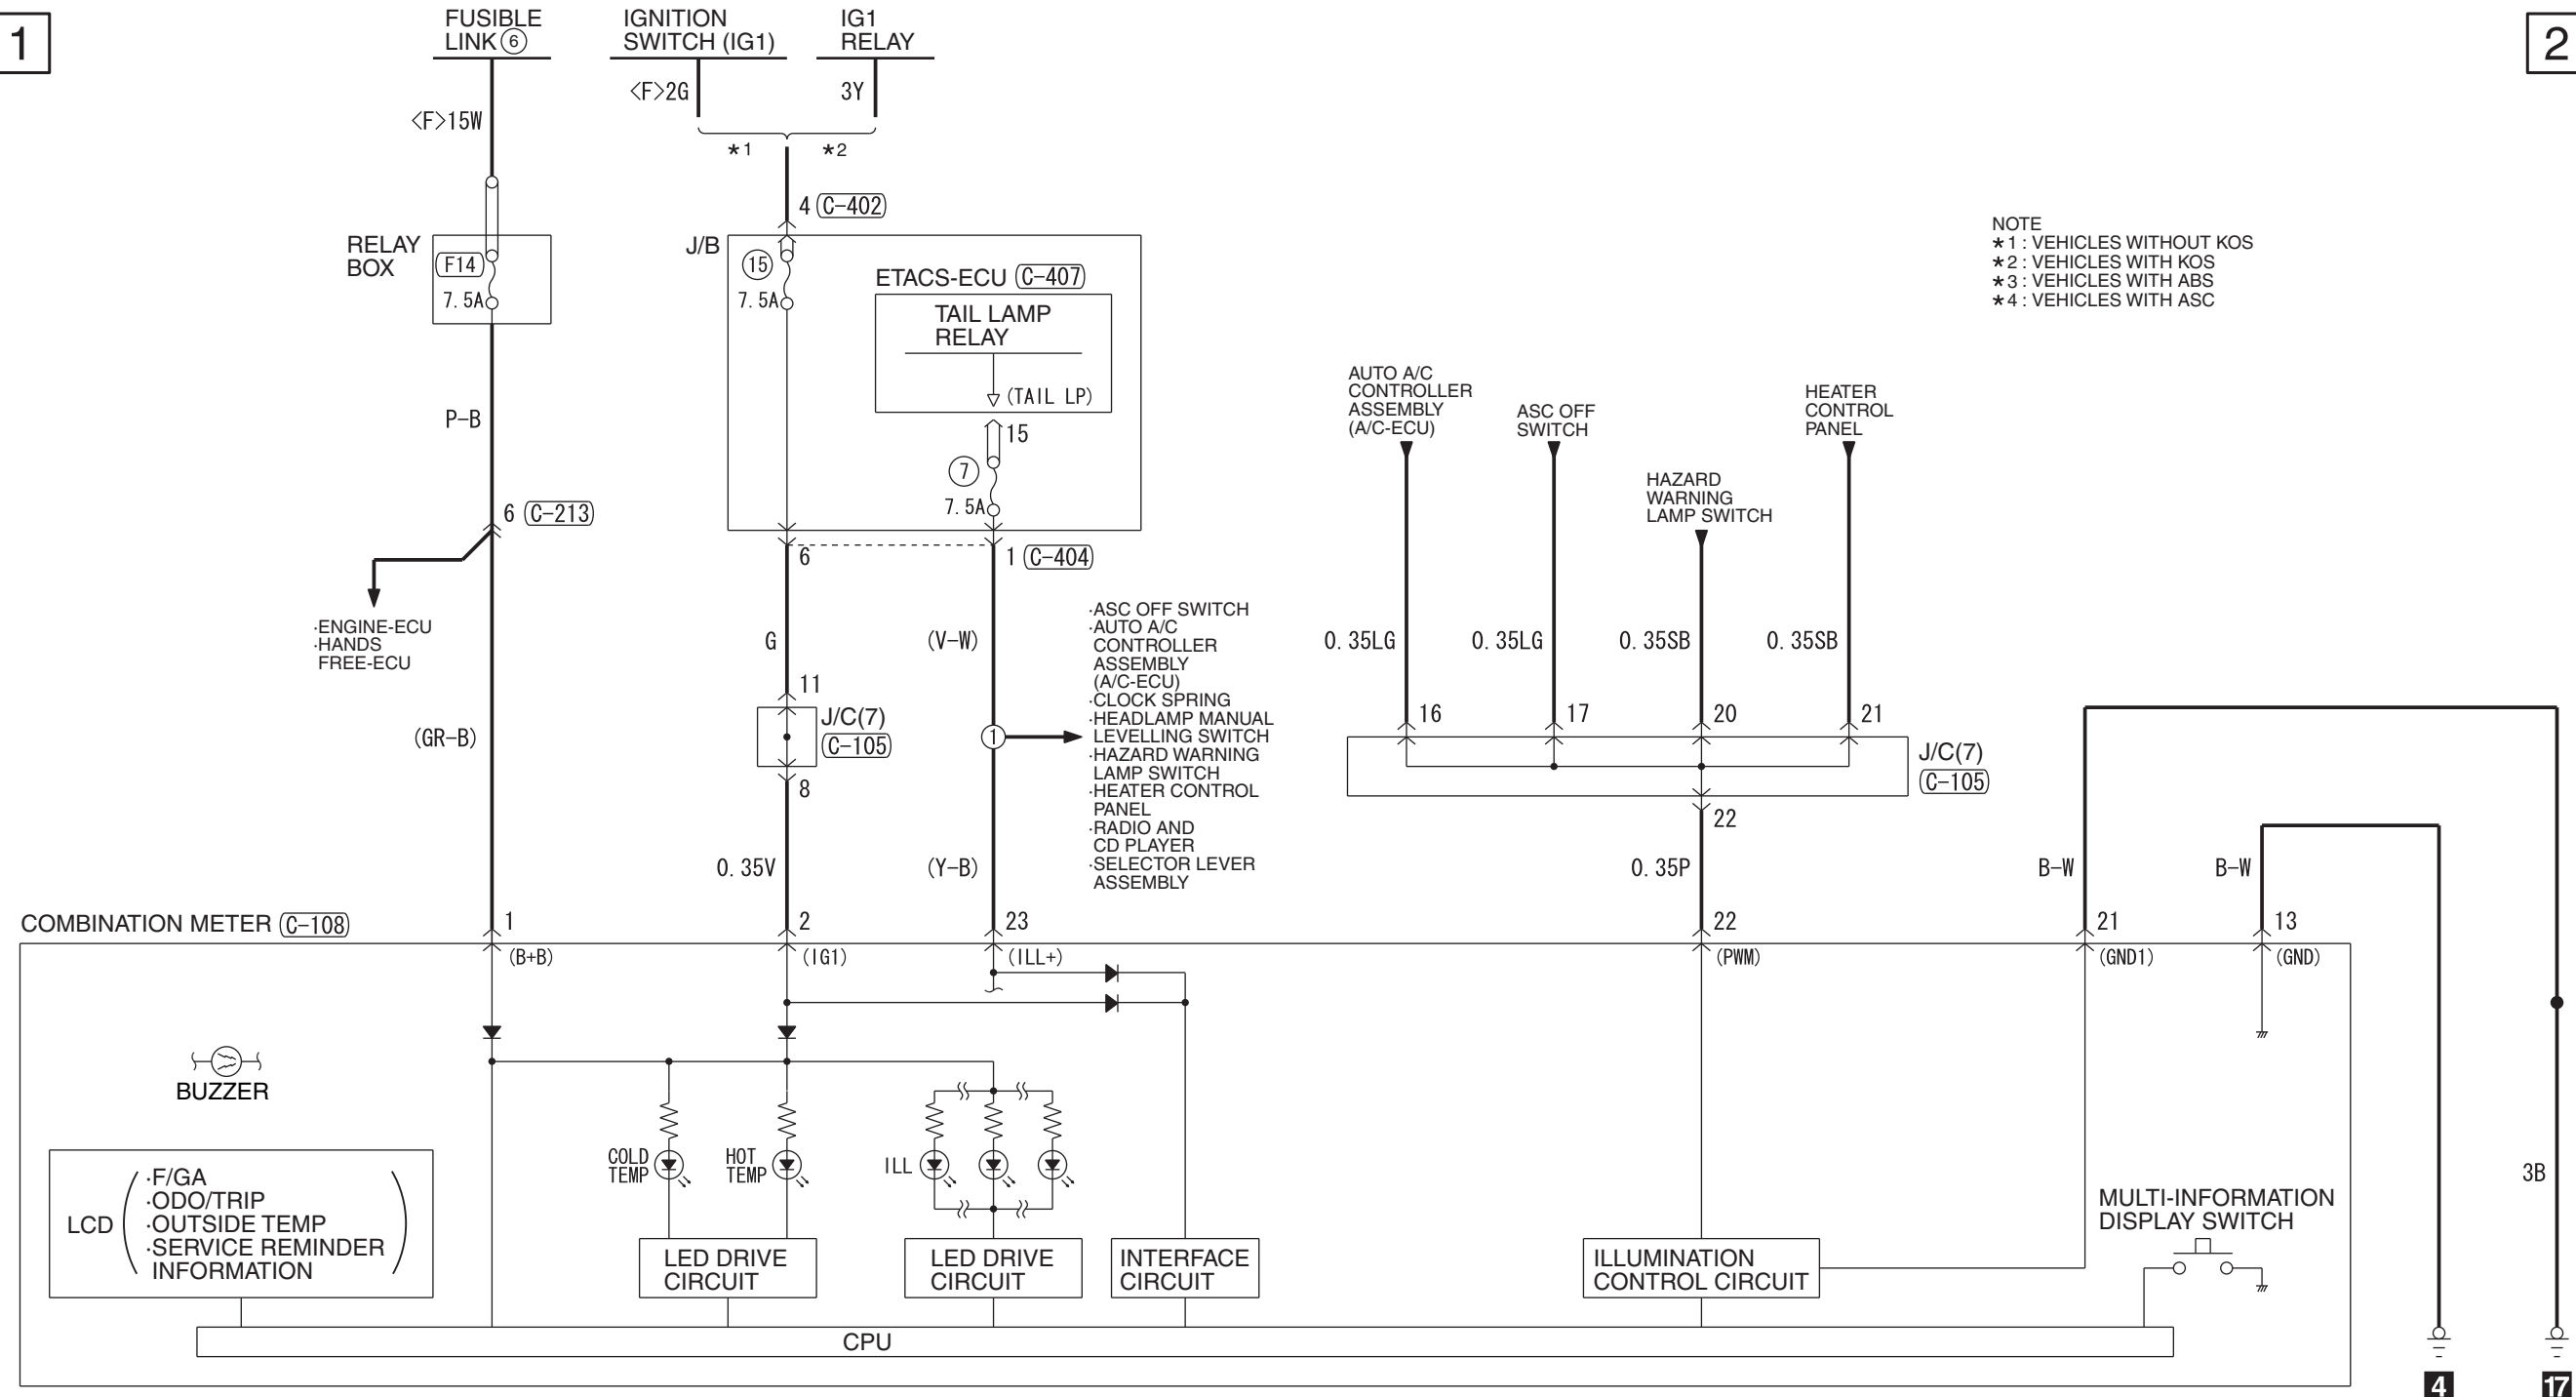 1
2
FUSIBLE
LINK 6
IGNITION
SWITCH (IG1)
IG1
RELAY
<F>15W
<F>2G
3Y
*1
*2
4 C-402
RELAY
BOX
F14
7.5A
J/B
15
7.5A
ETACS-ECU C-407
TAIL LAMP
RELAY
(TAIL LP)
15
7
7.5A
NOTE
*1 : VEHICLES WITHOUT KOS
*2 : VEHICLES WITH KOS
*3 : VEHICLES WITH ABS
*4 : VEHICLES WITH ASC
P-B
6 C-213
·ENGINE-ECU
·HANDS
FREE-ECU
6
1 C-404
AUTO A/C
CONTROLLER
ASSEMBLY
(A/C-ECU)
ASC OFF
SWITCH
HAZARD
WARNING
LAMP SWITCH
HEATER
CONTROL
PANEL
G
(V-W)
·ASC OFF SWITCH
·AUTO A/C
CONTROLLER
ASSEMBLY
(A/C-ECU)
·CLOCK SPRING
·HEADLAMP MANUAL
LEVELLING SWITCH
·HAZARD WARNING
LAMP SWITCH
·HEATER CONTROL
PANEL
·RADIO AND
CD PLAYER
·SELECTOR LEVER
ASSEMBLY
0.35LG
0.35LG
0.35SB
0.35SB
11
J/C(7)
C-105
8
1
16
17
20
21
J/C(7)
C-105
22
(GR-B)
0.35V
(Y-B)
0.35P
B-W
B-W
COMBINATION METER C-108
1
2
23
22
21
13
(B+B)
(IG1)
(ILL+)
(PWM)
(GND1)
(GND)
BUZZER
LCD
·F/GA
·ODO/TRIP
·OUTSIDE TEMP
·SERVICE REMINDER
INFORMATION
COLD
TEMP
HOT
TEMP
ILL
LED DRIVE
CIRCUIT
LED DRIVE
CIRCUIT
INTERFACE
CIRCUIT
ILLUMINATION
CONTROL CIRCUIT
MULTI-INFORMATION
DISPLAY SWITCH
3B
CPU
4
17